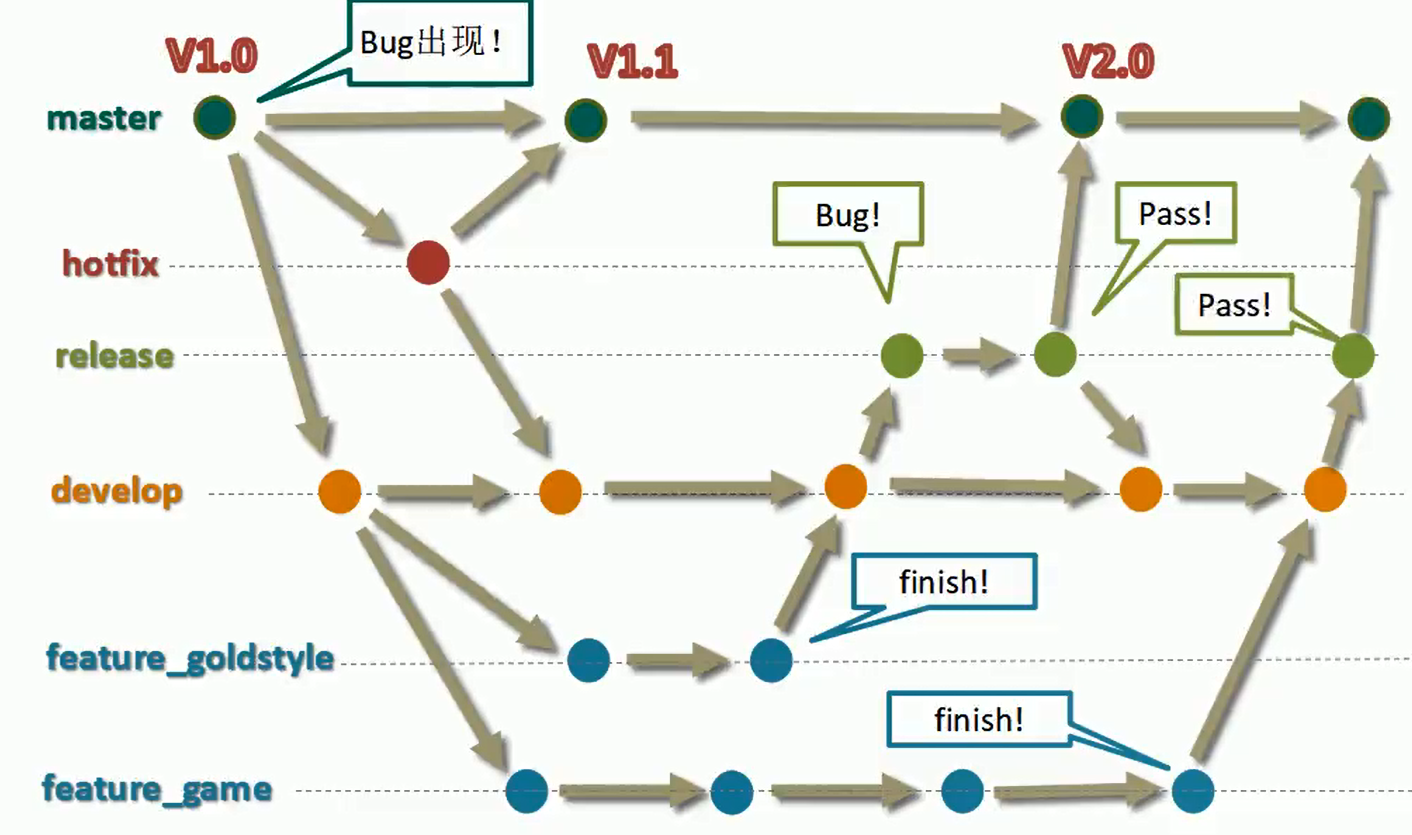 Bug出现！
V1.0
V1.1
V2.0
master
Bug!
Pass!
hotfix
Pass!
release
develop
finish!
feature_goldstyle
finish!
feature_game